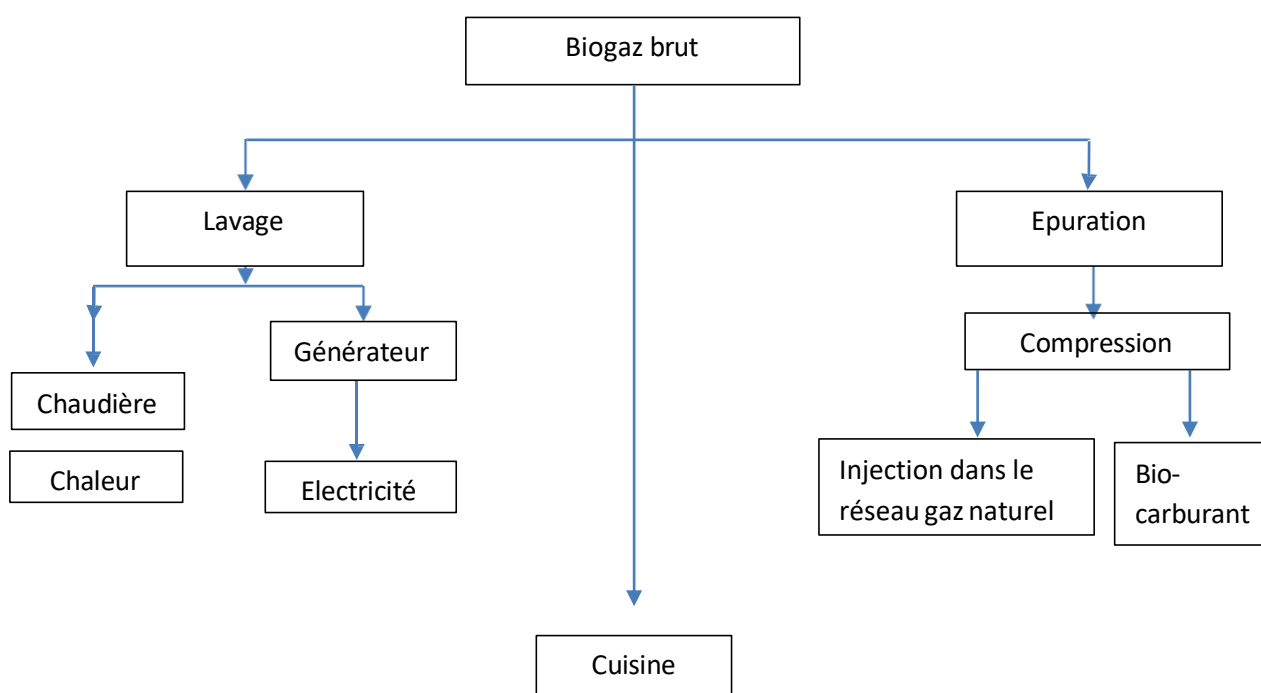 Biogaz brut
Lavage
Epuration
Générateur
Compression
Chaudière
Chaleur
Electricité
Injection dans le
réseau gaz naturel
Bio-
carburant
Cuisine